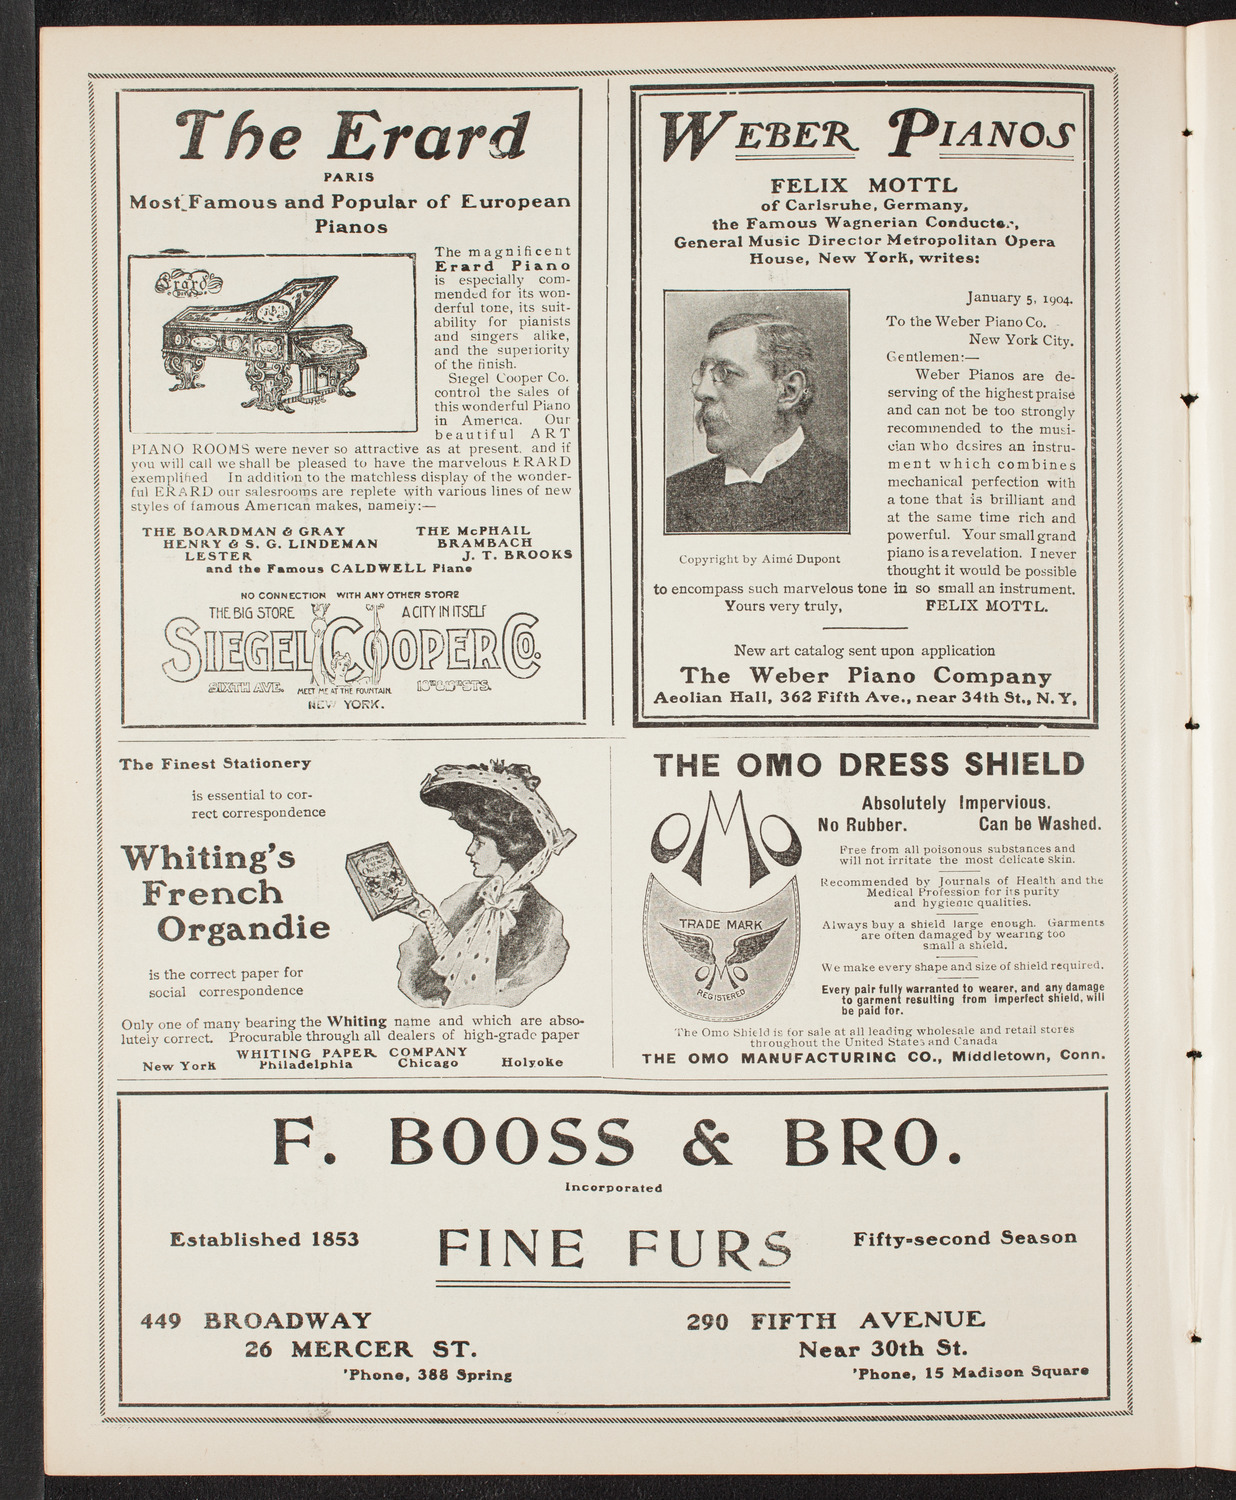 The Erard
PARIS
Most Famous and Popular of European
Pianos
Erard
The magnificent
Erard Piano
is especially com-
mended for its won-
derful tone, its suit-
ability for pianists
and singers alike,
and the superiority
of the finish.
Siegel Cooper Co.
control the sales of
this wonderful Piano
in America. Our
beautiful ART
PIANO ROOMS were never so attractive as at present, and if
you will call we shall be pleased to have the marvelous ERARD
exemplified In addition to the matchless display of the wonder-
ful ERARD our salesrooms are replete with various lines of new
styles of famous American makes, namely:—
THE BOARDMAN & GRAY THE McPHAIL
HENRY & S. G. LINDEMAN BRAMBACH
LESTER J. T. BROOKS
and the Famous CALDWELL Piano
NO CONNECTION WITH ANY OTHER STORE
THE BIG STORE A CITY IN ITSELF
SIEGEL COOPER CO.
SIXTH AVE. MEET ME AT THE FOUNTAIN. 18TH & 19TH STS.
NEW YORK.
WEBER PIANOS
FELIX MOTTL
of Carlsruhe, Germany,
the Famous Wagnerian Conductor,
General Music Director Metropolitan Opera
House, New York, writes:
January 5, 1904.
To the Weber Piano Co.
New York City.
Gentlemen:—
Weber Pianos are de-
serving of the highest praise
and can not be too strongly
recommended to the musi-
cian who desires an instru-
ment which combines
mechanical perfection with
a tone that is brilliant and
at the same time rich and
powerful. Your small grand
piano is a revelation. I never
thought it would be possible
Copyright by Aimé Dupont
to encompass such marvelous tone in so small an instrument.
Yours very truly, FELIX MOTTL.
New art catalog sent upon application
The Weber Piano Company
Aeolian Hall, 362 Fifth Ave., near 34th St., N. Y,
The Finest Stationery
is essential to cor-
rect correspondence
Whiting's
French
Organdie
is the correct paper for
social correspondence
Only one of many bearing the Whiting name and which are abso-
lutely correct. Procurable through all dealers of high-grade paper
WHITING PAPER COMPANY
New York Philadelphia Chicago Holyoke
THE OMO DRESS SHIELD
OMO
TRADE MARK
OMO
REGISTERED
Absolutely Impervious.
No Rubber. Can be Washed.
Free from all poisonous substances and
will not irritate the most delicate skin.
Recommended by Journals of Health and the
Medical Profession for its purity
and hygienic qualities.
Always buy a shield large enough. Garments
are often damaged by wearing too
small a shield.
We make every shape and size of shield required.
Every pair fully warranted to wearer, and any damage
to garment resulting from imperfect shield, will
be paid for.
The Omo Shield is for sale at all leading wholesale and retail stores
throughout the United States and Canada
THE OMO MANUFACTURING CO., Middletown, Conn.
F. BOOSS & BRO.
Incorporated
Established 1853 FINE FURS Fifty-second Season
449 BROADWAY
26 MERCER ST.
'Phone, 388 Spring
290 FIFTH AVENUE
Near 30th St.
'Phone, 15 Madison Square